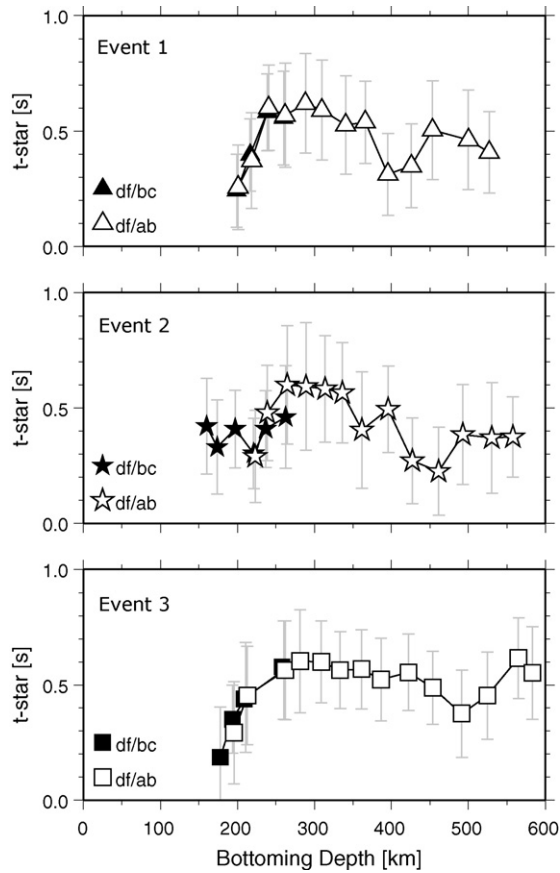 1.0
Event 1
0.5
t-star [s]
df/bc
df/ab
0.0
1.0
Event 2
0.5
t-star [s]
df/bc
df/ab
0.0
1.0
Event 3
0.5
t-star [s]
df/bc
df/ab
0.0
0 100 200 300 400 500 600
Bottoming Depth [km]